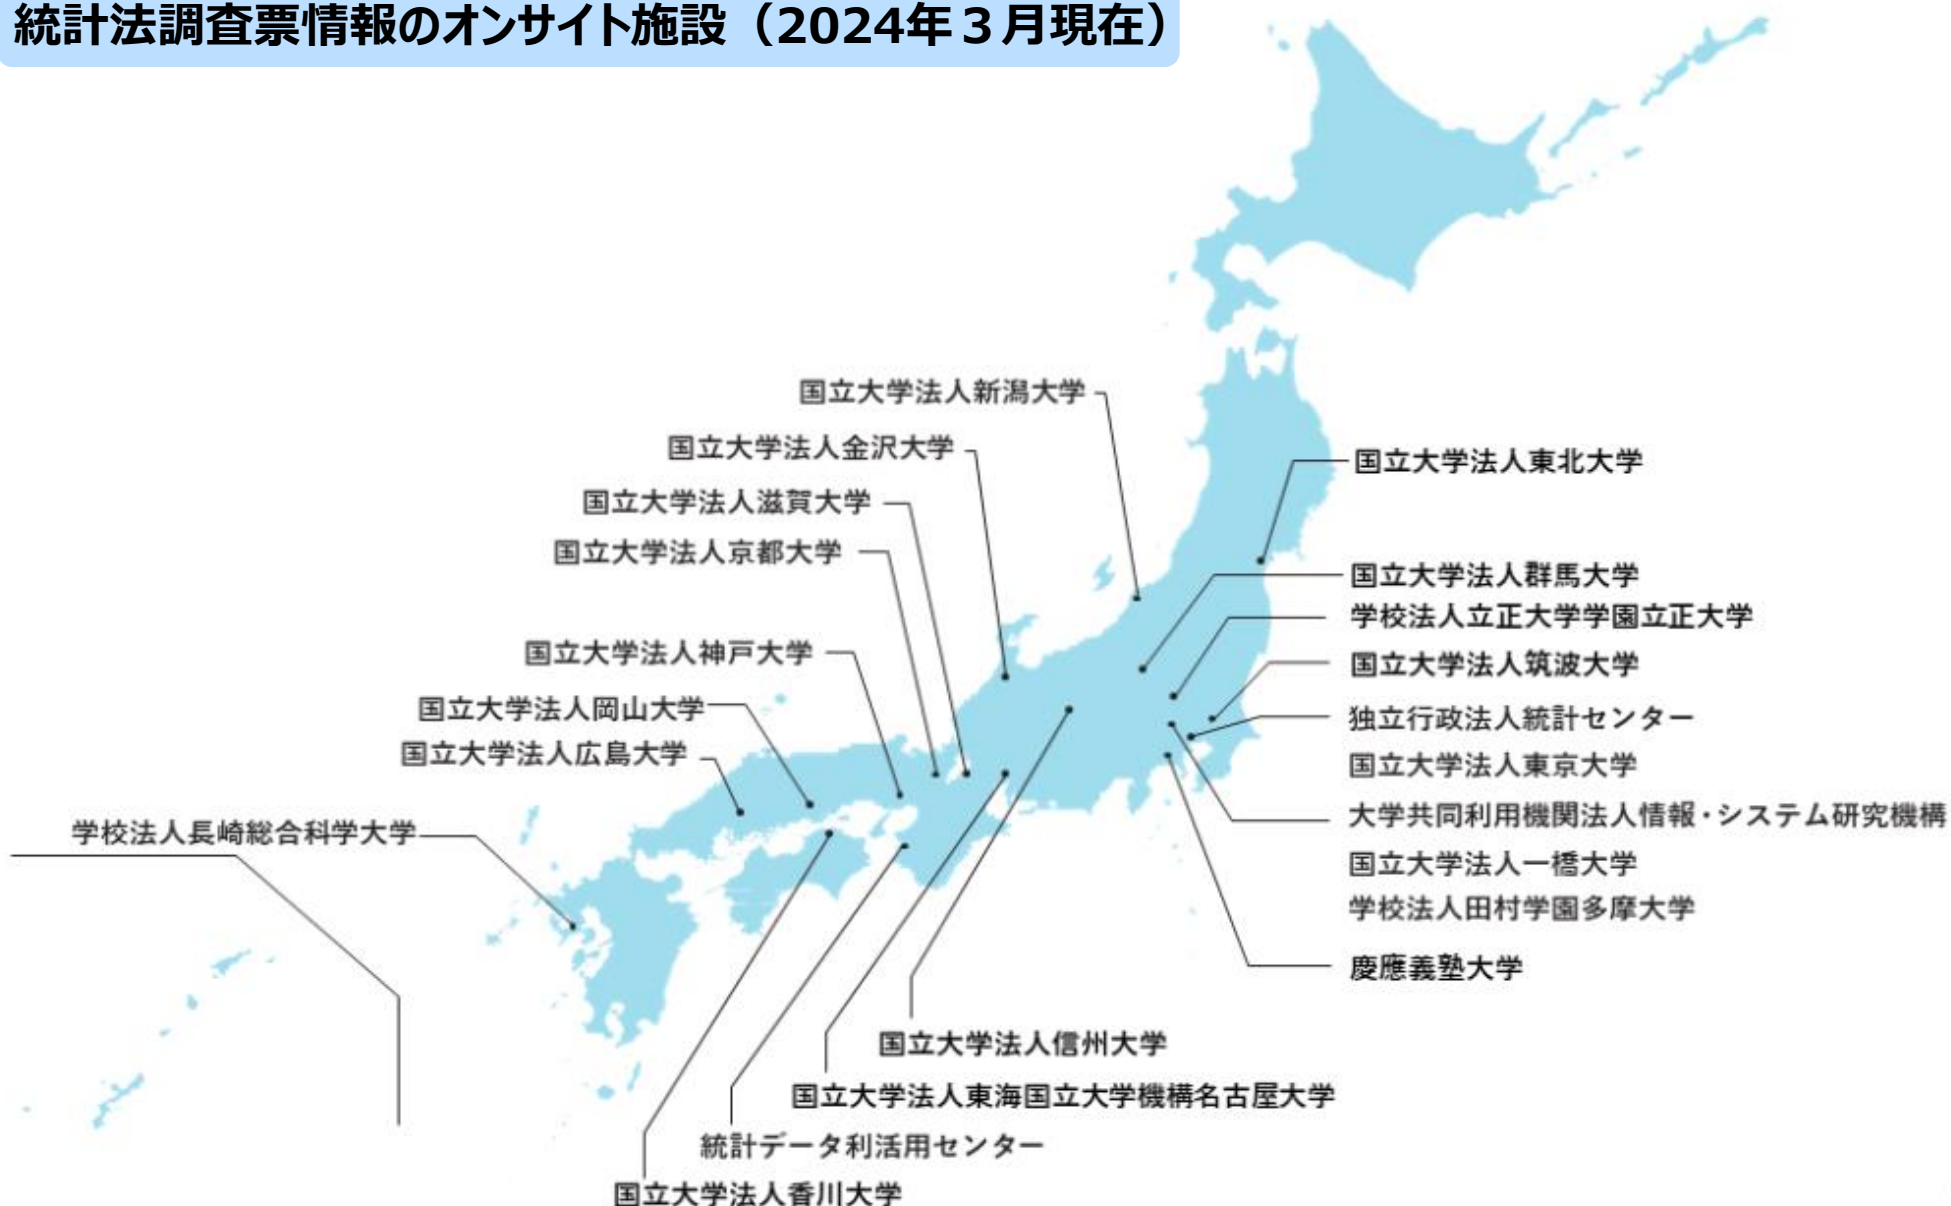 統計法調査票情報のオンサイト施設（2024年３月現在）
国立大学法人新潟大学
国立大学法人金沢大学
国立大学法人滋賀大学
国立大学法人京都大学
国立大学法人神戸大学
国立大学法人岡山大学
国立大学法人広島大学
学校法人長崎総合科学大学
国立大学法人東北大学
国立大学法人群馬大学
学校法人立正大学学園立正大学
国立大学法人筑波大学
独立行政法人統計センター
国立大学法人東京大学
大学共同利用機関法人情報・システム研究機構
国立大学法人一橋大学
学校法人田村学園多摩大学
慶應義塾大学
国立大学法人信州大学
国立大学法人東海国立大学機構名古屋大学
統計データ利活用センター
国立大学法人香川大学